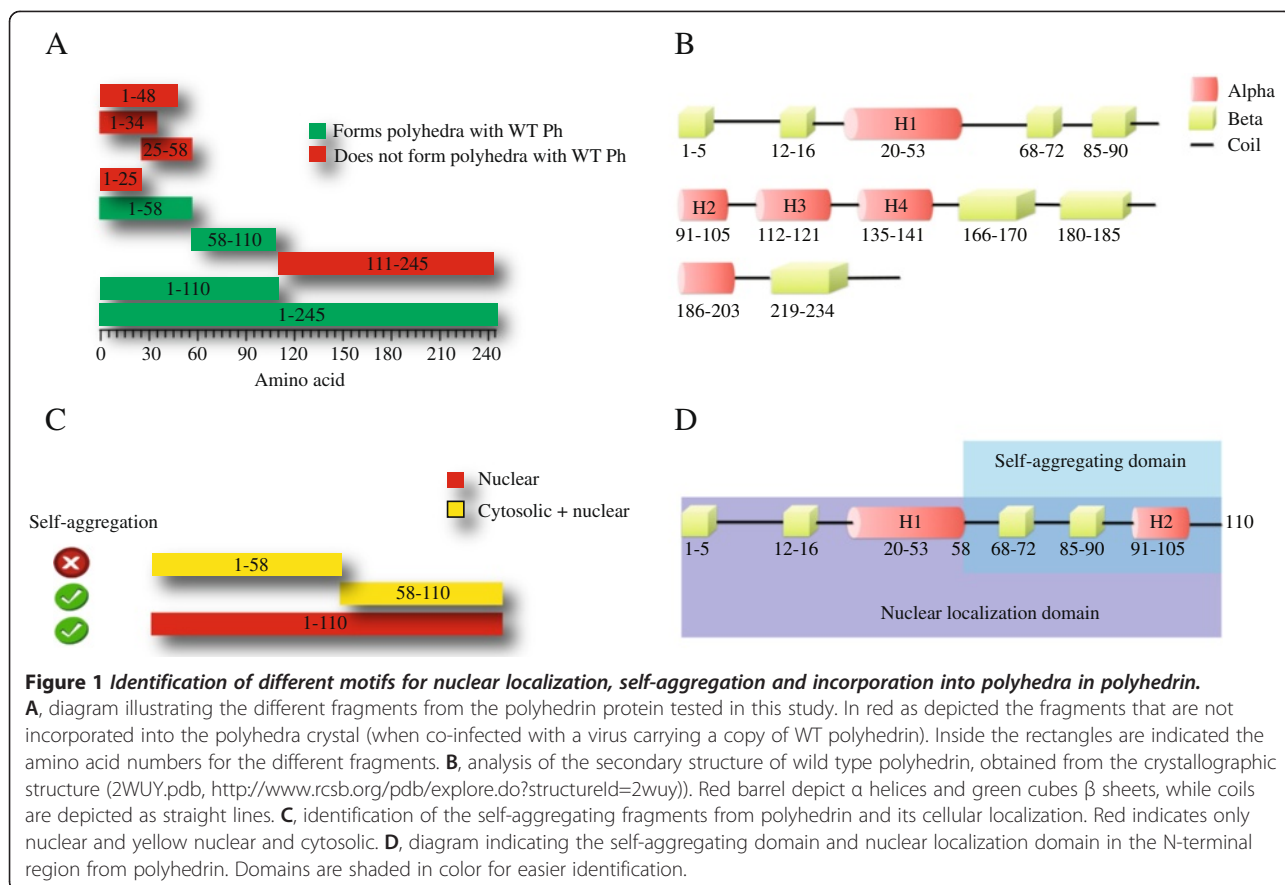 A
1-48
1-34
25-58
1-25
1-58
58-110
111-245
1-110
1-245
0 30 60 90 120 150 180 210 240
Amino acid
Forms polyhedra with WT Ph
Does not form polyhedra with WT Ph
B
H1
1-5 12-16 20-53 68-72 85-90
H2 H3 H4
91-105 112-121 135-141 166-170 180-185
186-203 219-234
Alpha
Beta
Coil
C
Nuclear
Cytosolic + nuclear
Self-aggregation
1-58
58-110
1-110
D
Self-aggregating domain
H1 H2 110
1-5 12-16 20-53 58 68-72 85-90 91-105
Nuclear localization domain
Figure 1 Identification of different motifs for nuclear localization, self-aggregation and incorporation into polyhedra in polyhedrin.
A, diagram illustrating the different fragments from the polyhedrin protein tested in this study. In red as depicted the fragments that are not
incorporated into the polyhedra crystal (when co-infected with a virus carrying a copy of WT polyhedrin). Inside the rectangles are indicated the
amino acid numbers for the different fragments. B, analysis of the secondary structure of wild type polyhedrin, obtained from the crystallographic
structure (2WUY.pdb, http://www.rcsb.org/pdb/explore.do?structureId=2wuy)). Red barrel depict α helices and green cubes β sheets, while coils
are depicted as straight lines. C, identification of the self-aggregating fragments from polyhedrin and its cellular localization. Red indicates only
nuclear and yellow nuclear and cytosolic. D, diagram indicating the self-aggregating domain and nuclear localization domain in the N-terminal
region from polyhedrin. Domains are shaded in color for easier identification.